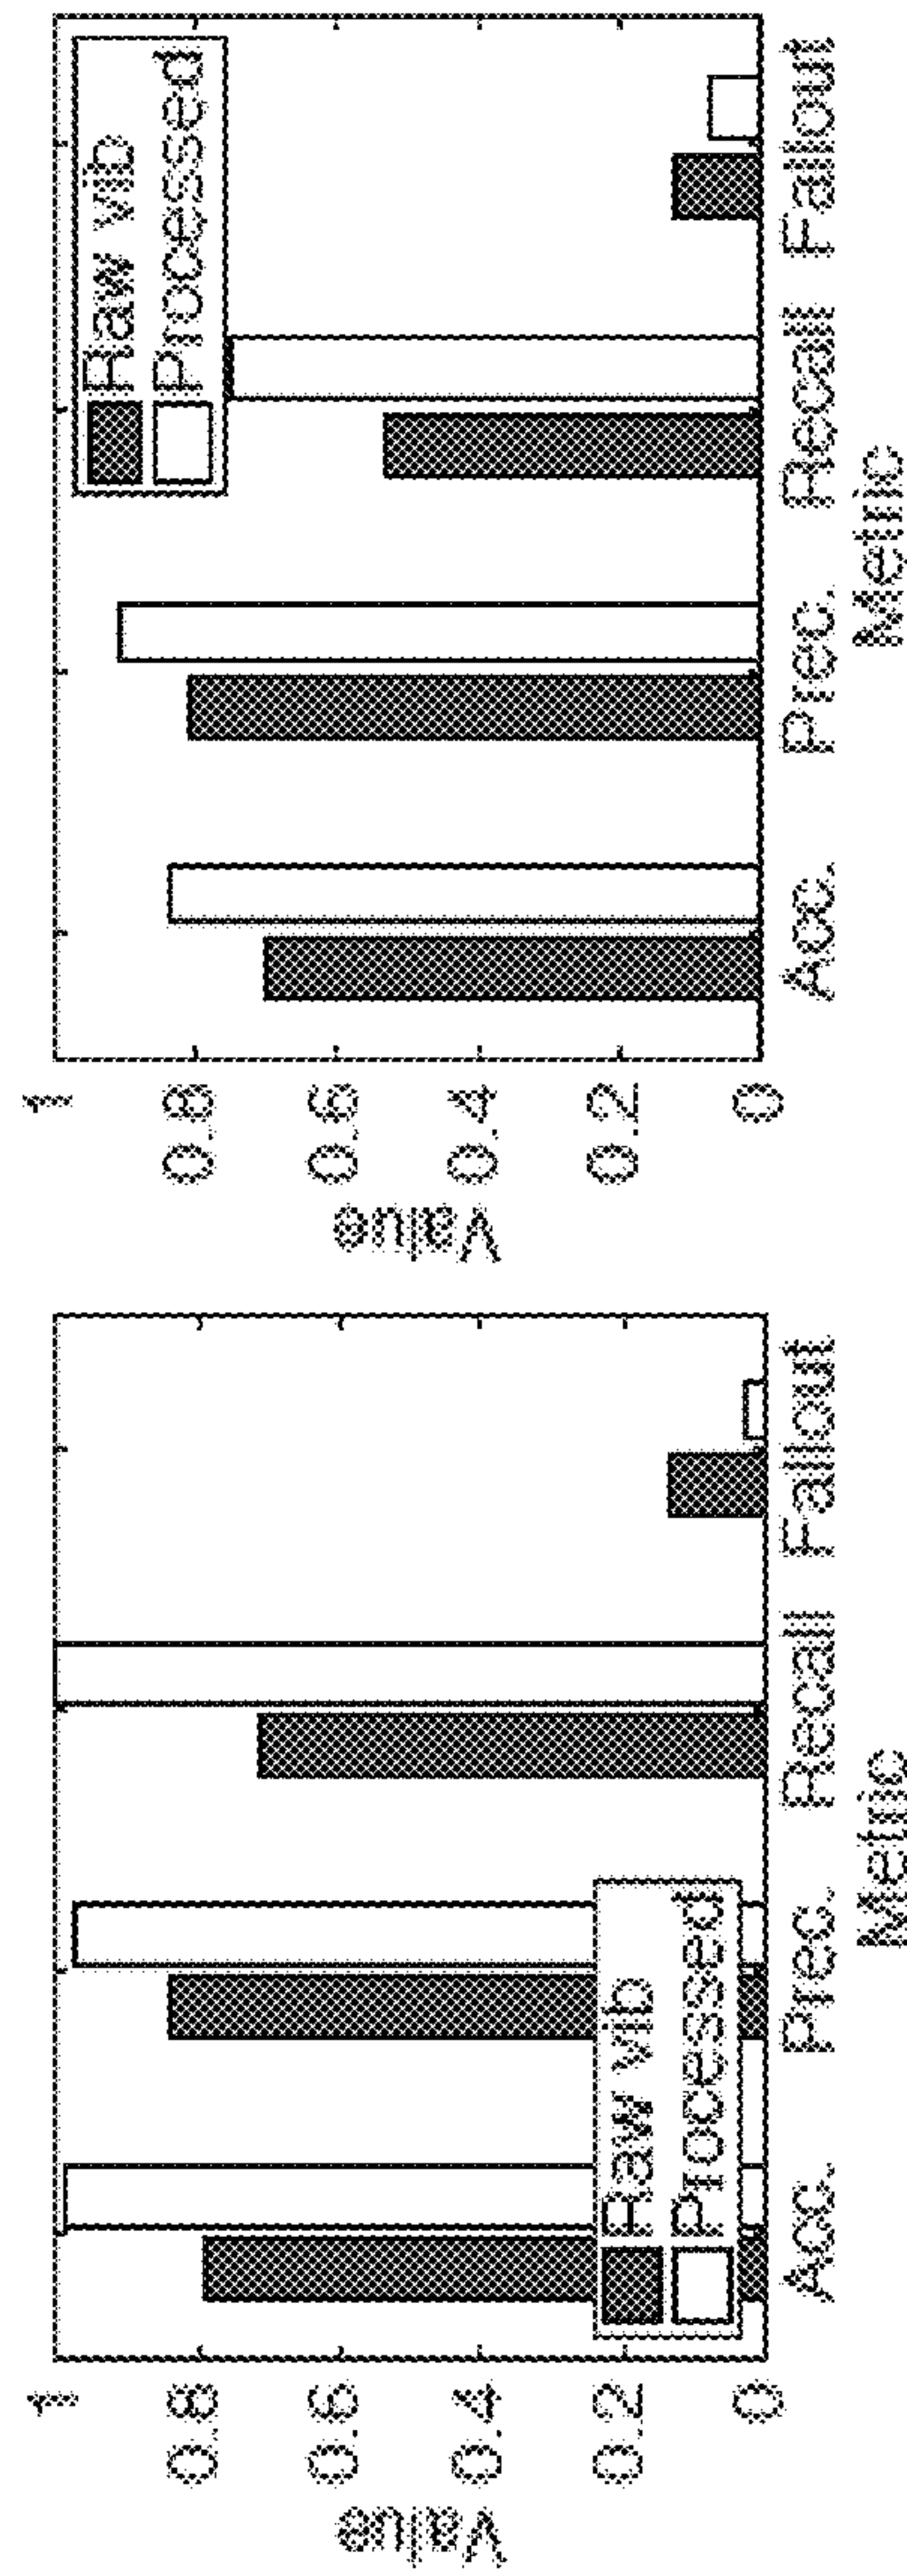 Value
1
0.8
0.6
0.4
0.2
0
Raw vib
Processed
Acc. Prec. Recall Fallout
Metric
Value
1
0.8
0.6
0.4
0.2
0
Raw vib
Processed
Acc. Prec. Recall Fallout
Metric